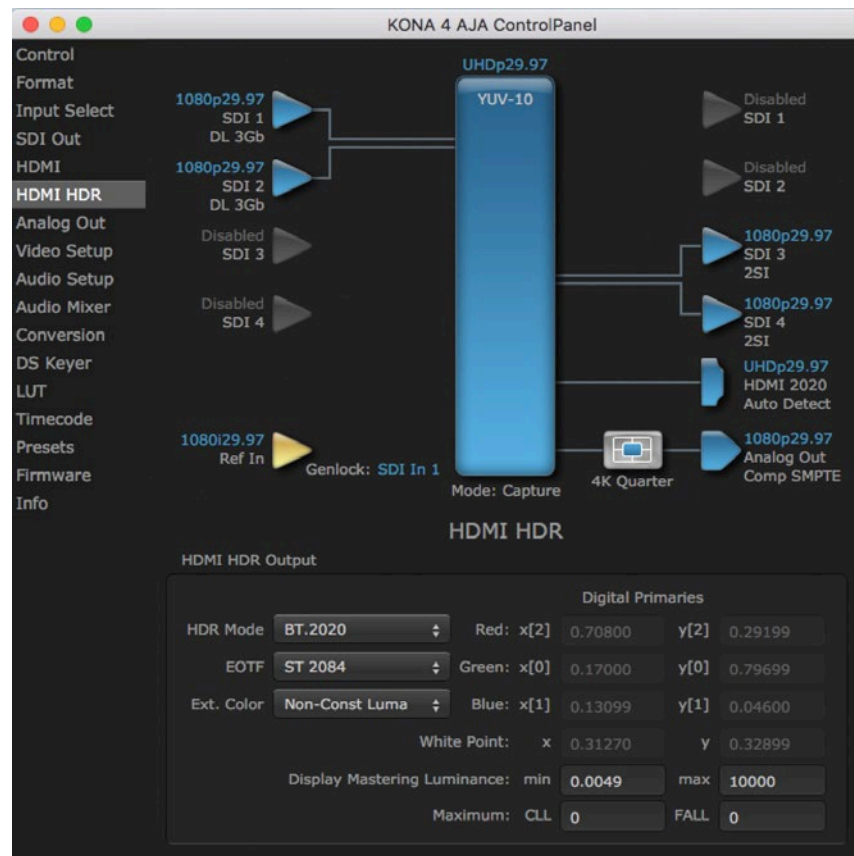 KONA 4 AJA ControlPanel
Control
Format
Input Select
SDI Out
HDMI
HDMI HDR
Analog Out
Video Setup
Audio Setup
Audio Mixer
Conversion
DS Keyer
LUT
Timecode
Presets
Firmware
Info
UHDp29.97
YUV-10
1080p29.97
SDI 1
DL 3Gb
1080p29.97
SDI 2
DL 3Gb
Disabled
SDI 3
Disabled
SDI 4
1080i29.97
Ref In
Genlock: SDI In 1
Mode: Capture
Disabled
SDI 1
Disabled
SDI 2
1080p29.97
SDI 3
2SI
1080p29.97
SDI 4
2SI
UHDp29.97
HDMI 2020
Auto Detect
4K Quarter
1080p29.97
Analog Out
Comp SMPTE
HDMI HDR
HDMI HDR Output
Digital Primaries
HDR Mode BT.2020 Red: x[2] 0.70800 y[2] 0.29199
EOTF ST 2084 Green: x[0] 0.17000 y[0] 0.79699
Ext. Color Non-Const Luma Blue: x[1] 0.13099 y[1] 0.04600
White Point: x 0.31270 y 0.32899
Display Mastering Luminance: min 0.0049 max 10000
Maximum: CLL 0 FALL 0